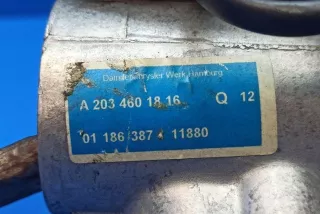 DaimlerChrysler Werk Hamburg
A 203 460 18 16 Q 12
01 186 387 11880